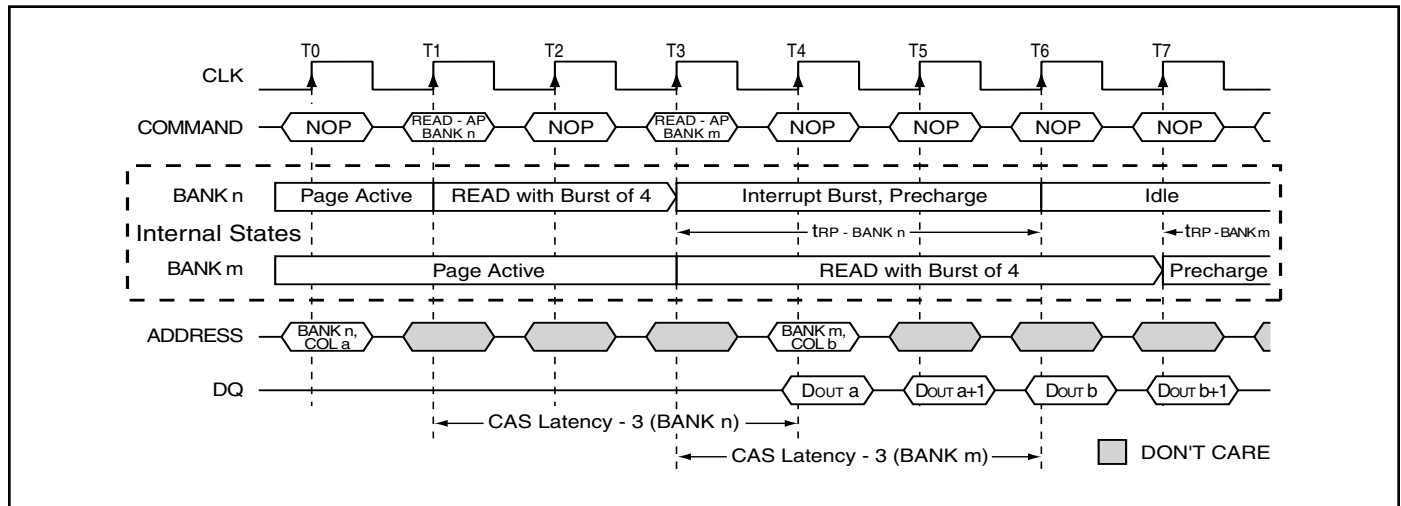 T0 T1 T2 T3 T4 T5 T6 T7
CLK
COMMAND NOP READ - AP BANK n NOP READ - AP BANK m NOP NOP NOP NOP
BANK n Page Active READ with Burst of 4 Interrupt Burst, Precharge Idle
Internal States tRP - BANK n tRP - BANK m
BANK m Page Active READ with Burst of 4 Precharge
ADDRESS BANK n, COL a BANK m, COL b
DQ DOUT a DOUT a+1 DOUT b DOUT b+1
CAS Latency - 3 (BANK n)
CAS Latency - 3 (BANK m) DON'T CARE